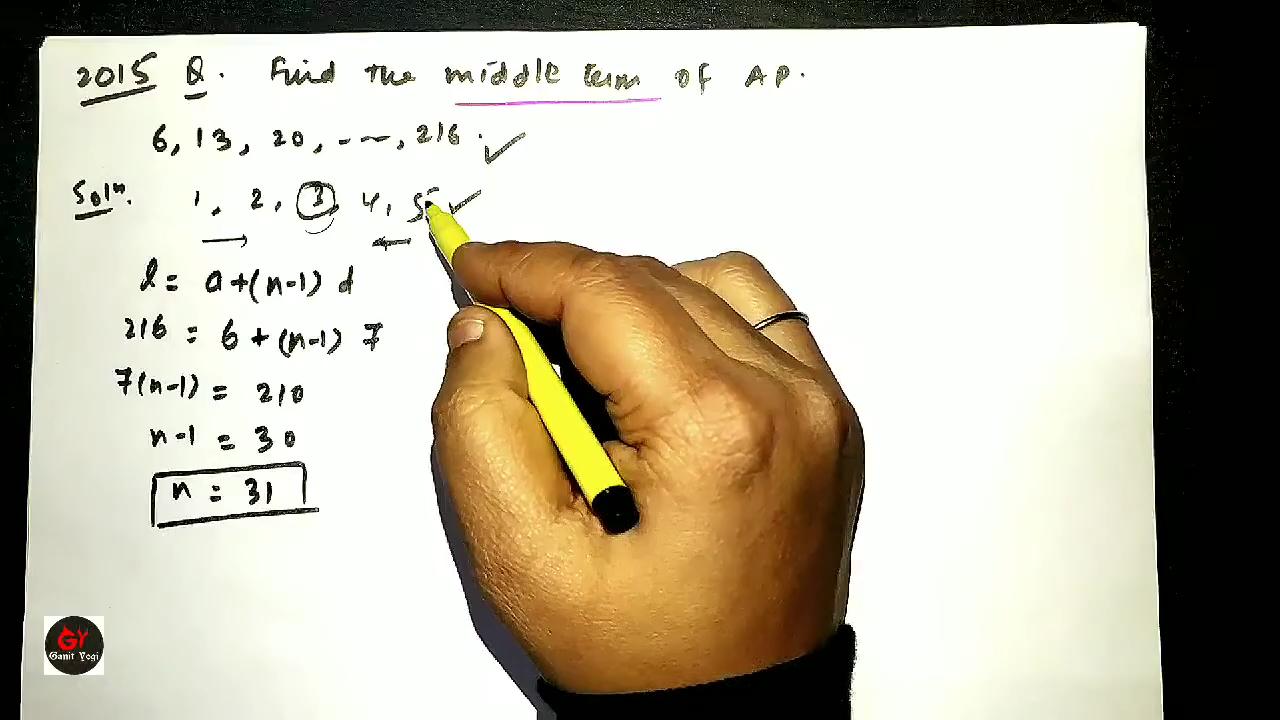 2015 Q. Find the middle term of AP.
6, 13, 20, -----, 216.
Soln. 1, 2, 3, 4, 5
l = a+(n-1) d
216 = 6 + (n-1) 7
7(n-1) = 210
n-1 = 30
n = 31
GY
Ganit Yogi